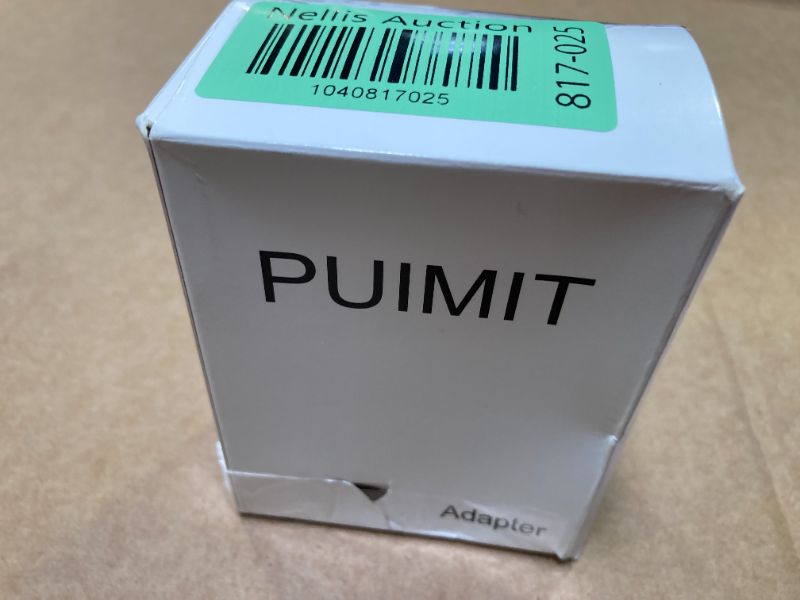 Nellis Auction
1040817025
817-025
PUIMIT
Adapter